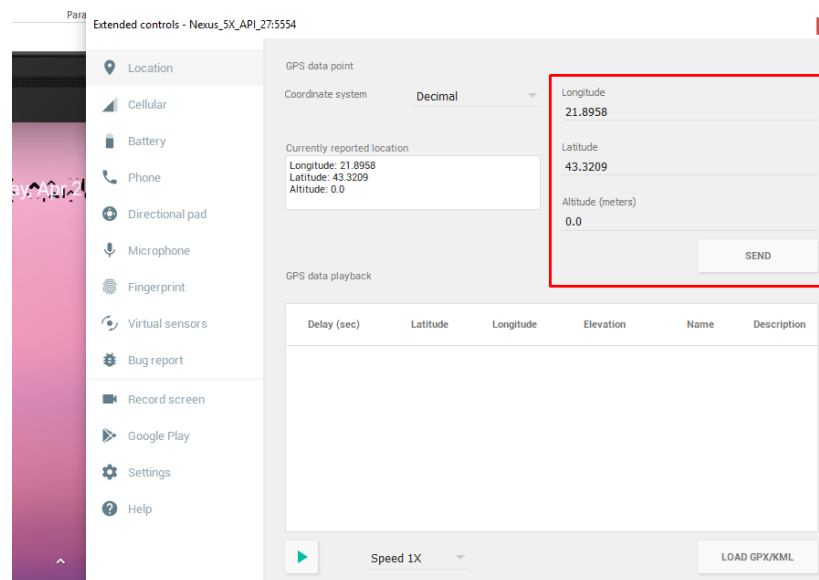 Para
Extended controls - Nexus_5X_API_27:5554
Location
Cellular
Battery
Phone
Directional pad
Microphone
Fingerprint
Virtual sensors
Bug report
Record screen
Google Play
Settings
Help
GPS data point
Coordinate system
Decimal
Currently reported location
Longitude: 21.8958
Latitude: 43.3209
Altitude: 0.0
Longitude
21.8958
Latitude
43.3209
Altitude (meters)
0.0
SEND
GPS data playback
Delay (sec) Latitude Longitude Elevation Name Description
Speed 1X
LOAD GPX/KML